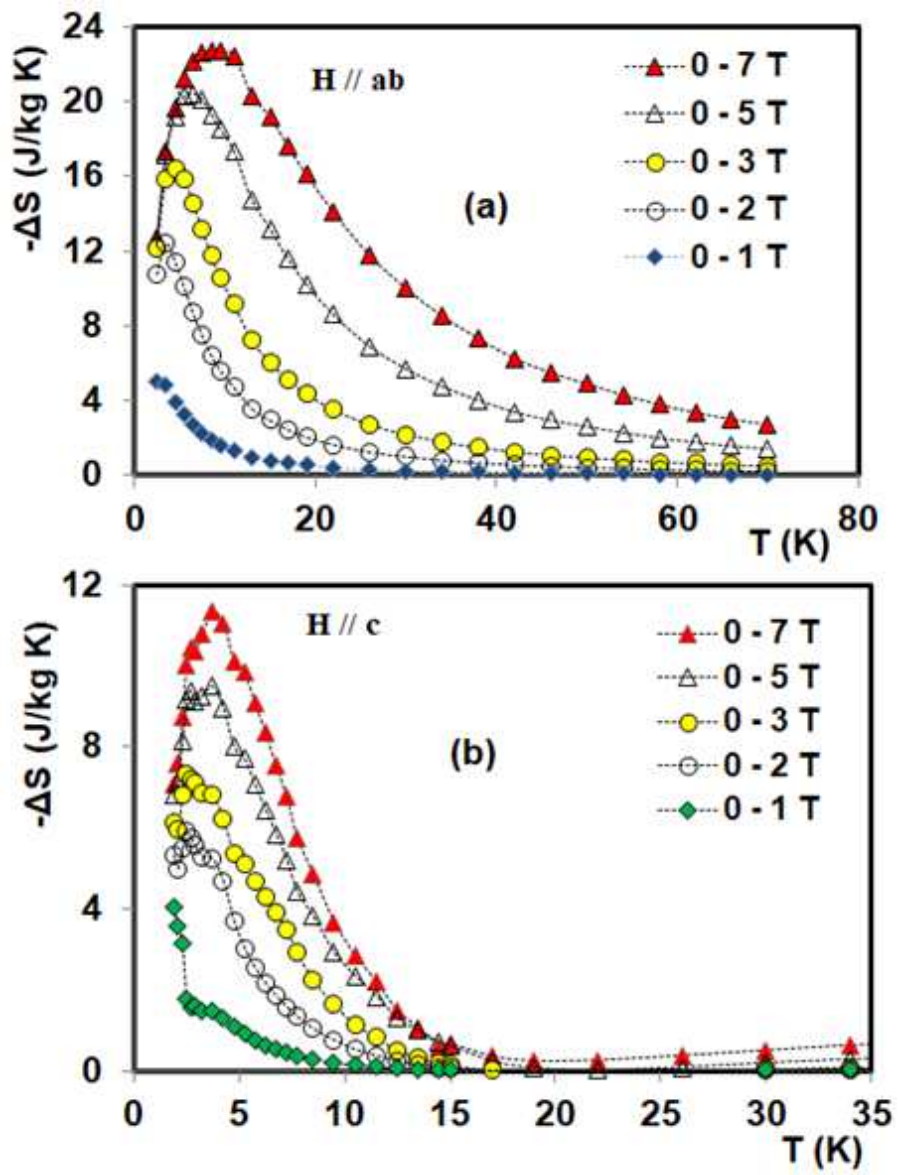 24
20
16
12
8
4
0
-ΔS (J/kg K)
H // ab
(a)
0 - 7 T
0 - 5 T
0 - 3 T
0 - 2 T
0 - 1 T
0 20 40 60 80
T (K)
12
8
4
0
-ΔS (J/kg K)
H // c
(b)
0 - 7 T
0 - 5 T
0 - 3 T
0 - 2 T
0 - 1 T
0 5 10 15 20 25 30 35
T (K)